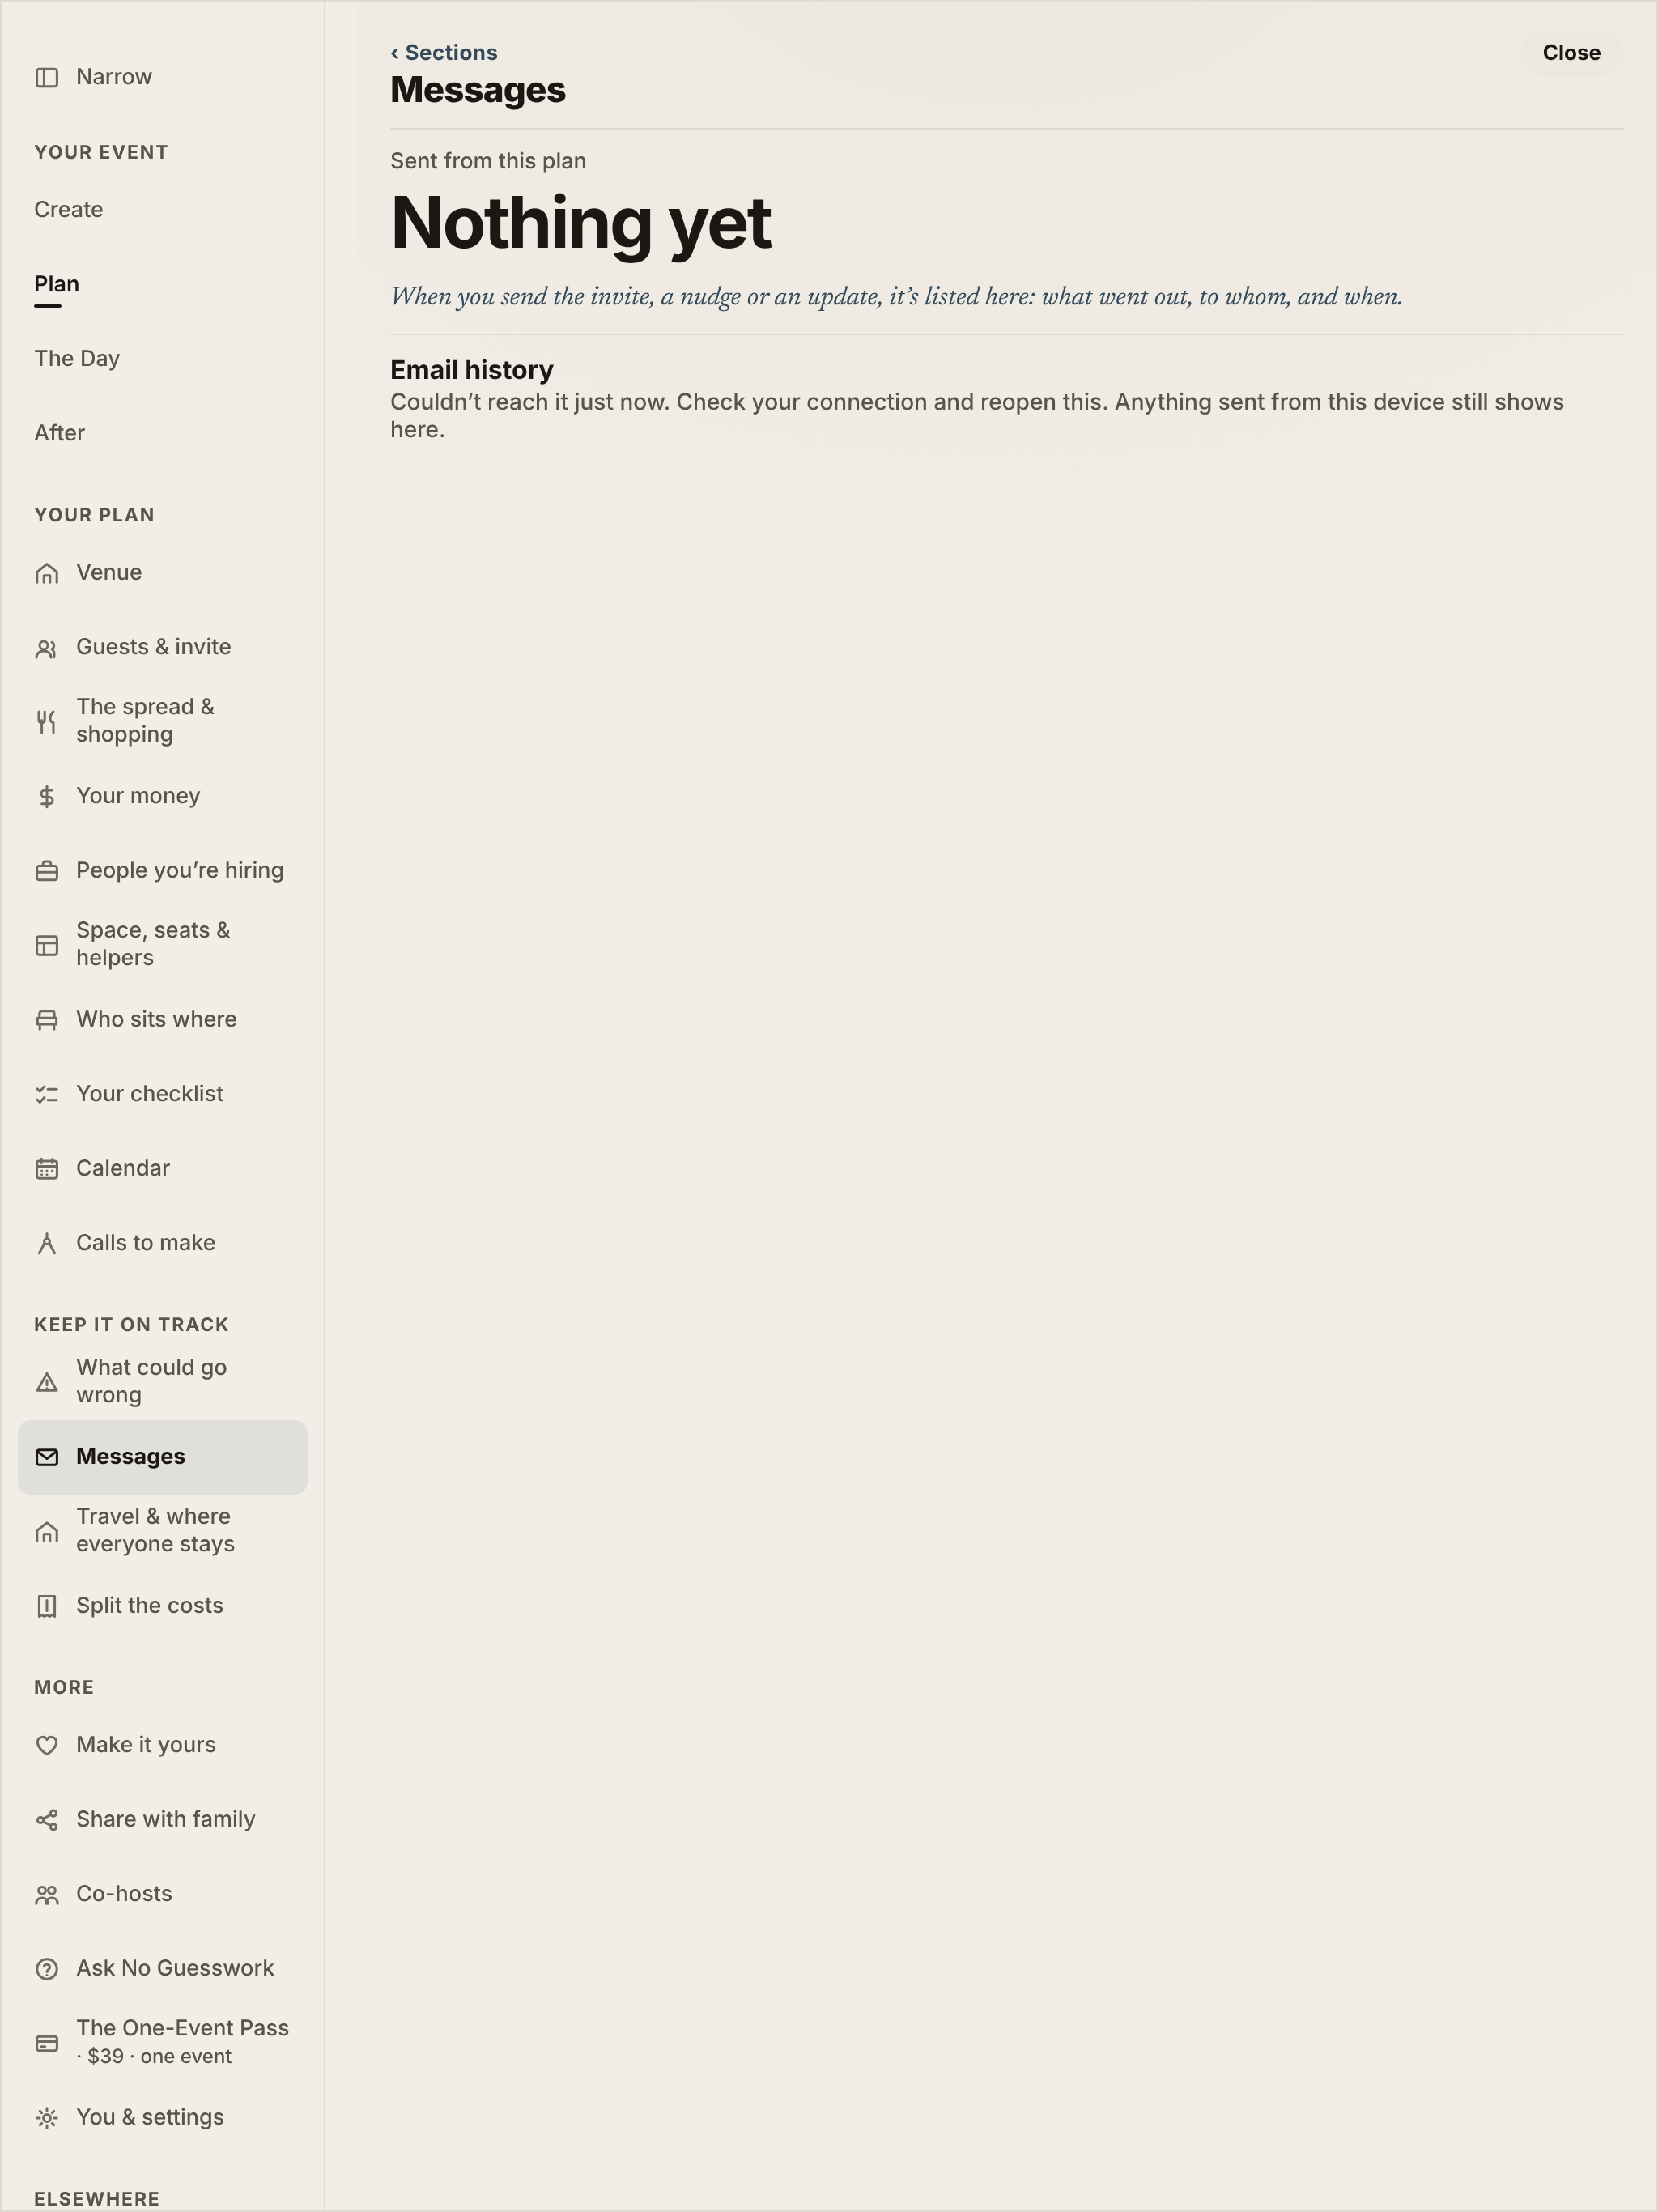 Narrow
YOUR EVENT
Create
Plan
The Day
After
YOUR PLAN
Venue
Guests & invite
The spread &
shopping
Your money
People you’re hiring
Space, seats &
helpers
Who sits where
Your checklist
Calendar
Calls to make
KEEP IT ON TRACK
What could go
wrong
Messages
Travel & where
everyone stays
Split the costs
MORE
Make it yours
Share with family
Co-hosts
Ask No Guesswork
The One-Event Pass
· $39 · one event
You & settings
ELSEWHERE
‹ Sections
Close
Messages
Sent from this plan
Nothing yet
When you send the invite, a nudge or an update, it’s listed here: what went out, to whom, and when.
Email history
Couldn’t reach it just now. Check your connection and reopen this. Anything sent from this device still shows
here.